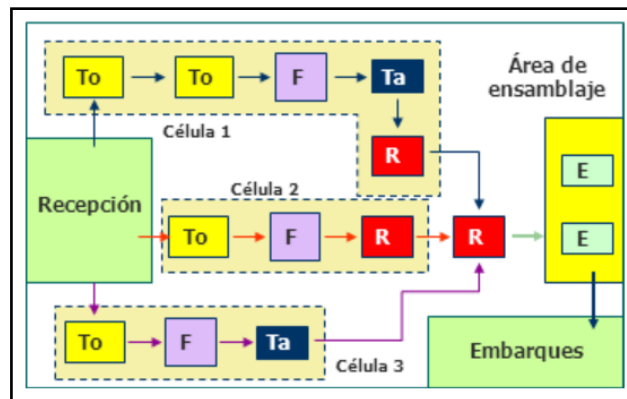 To
To
F
Ta
Área de
ensamblaje
Célula 1
R
E
Recepción
Célula 2
To
F
R
R
E
To
F
Ta
Célula 3
Embarques